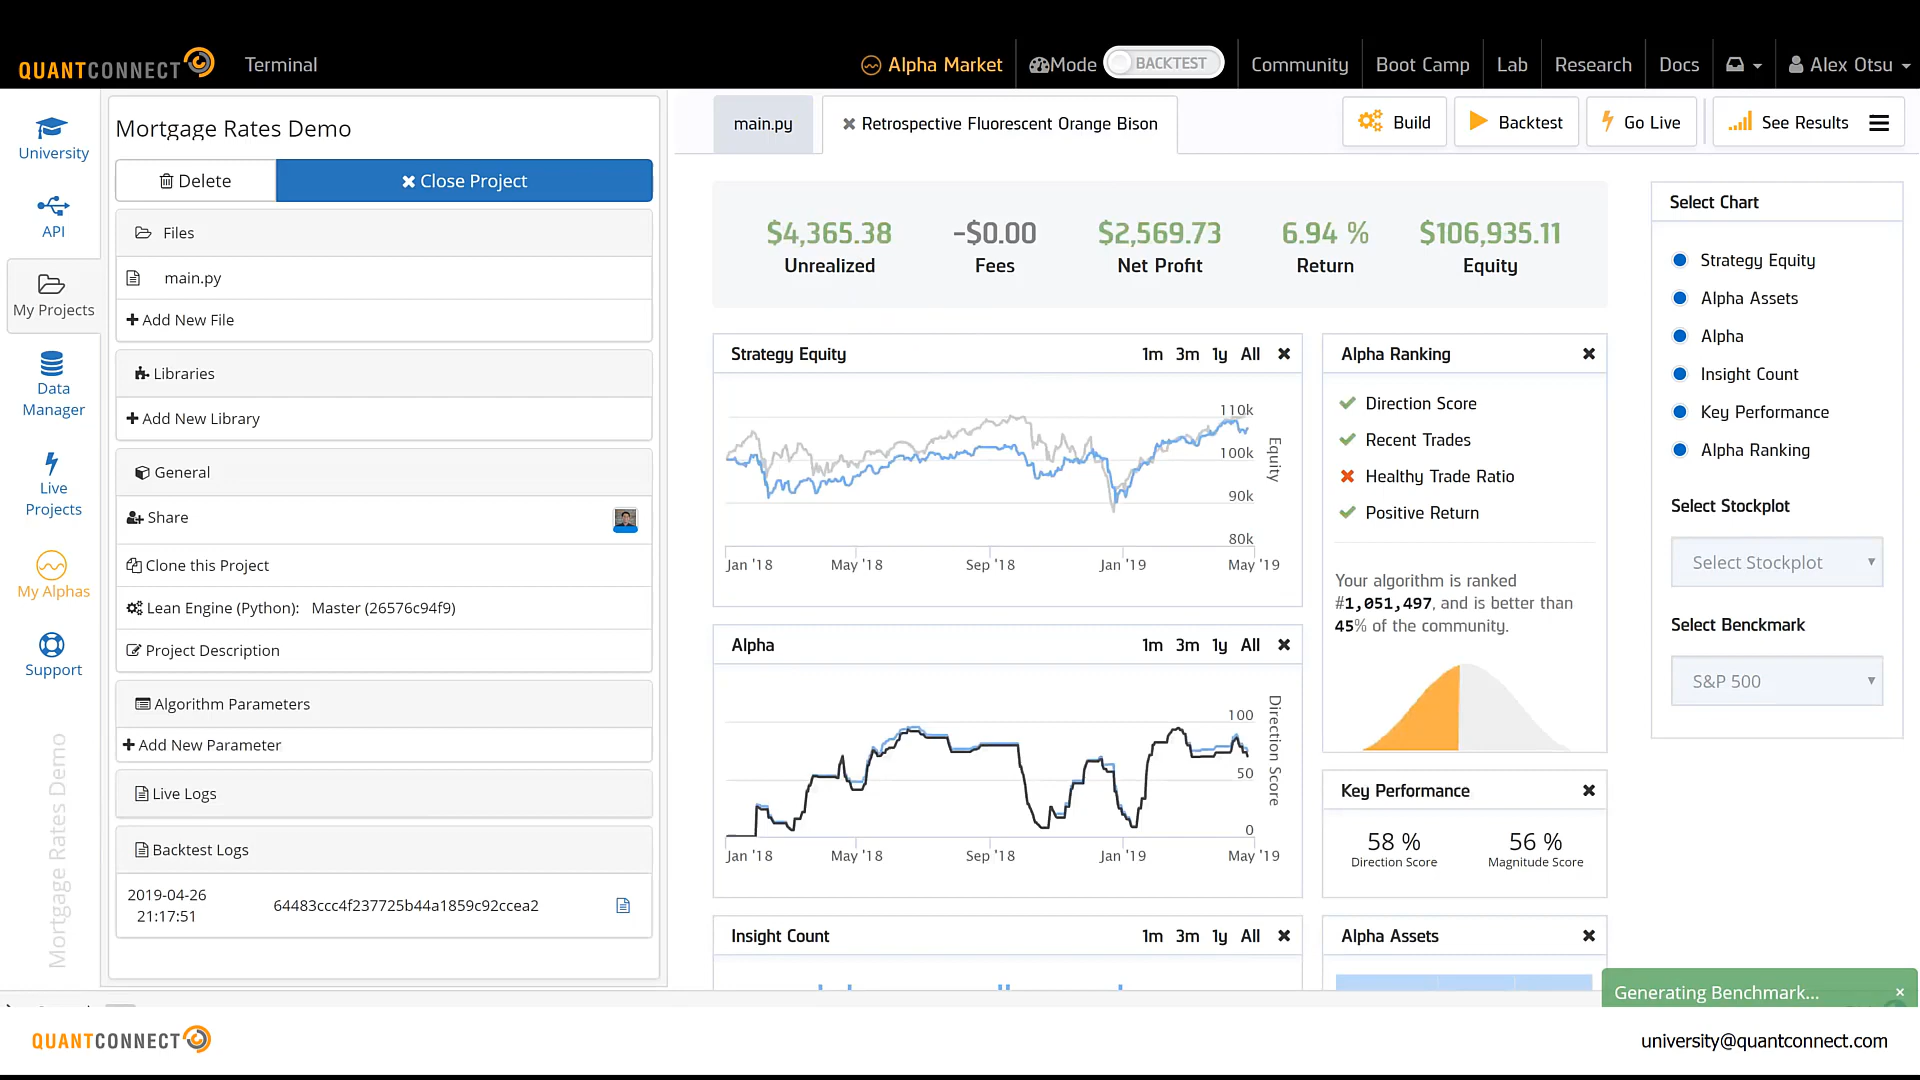 QUANTCONNECT
Terminal
Alpha Market
Mode
BACKTEST
Community
Boot Camp
Lab
Research
Docs
Alex Otsu
University
API
My Projects
Data
Manager
Live
Projects
My Alphas
Support
Mortgage Rates Demo
Mortgage Rates Demo
Delete
Close Project
Files
main.py
Add New File
Libraries
Add New Library
General
Share
Clone this Project
Lean Engine (Python): Master (26576c94f9)
Project Description
Algorithm Parameters
Add New Parameter
Live Logs
Backtest Logs
2019-04-26
21:17:51
64483ccc4f237725b44a1859c92ccea2
main.py
Retrospective Fluorescent Orange Bison
Build
Backtest
Go Live
See Results
$4,365.38
Unrealized
-$0.00
Fees
$2,569.73
Net Profit
6.94 %
Return
$106,935.11
Equity
Strategy Equity
1m 3m 1y All
110k
100k
90k
80k
Equity
Jan '18 May '18 Sep '18 Jan '19 May '19
Alpha
1m 3m 1y All
100
50
0
Direction Score
Jan '18 May '18 Sep '18 Jan '19 May '19
Insight Count
1m 3m 1y All
Alpha Ranking
Direction Score
Recent Trades
Healthy Trade Ratio
Positive Return
Your algorithm is ranked
#1,051,497, and is better than
45% of the community.
Key Performance
58 %
Direction Score
56 %
Magnitude Score
Alpha Assets
Select Chart
Strategy Equity
Alpha Assets
Alpha
Insight Count
Key Performance
Alpha Ranking
Select Stockplot
Select Stockplot
Select Benckmark
S&P 500
Generating Benchmark...
QUANTCONNECT
university@quantconnect.com